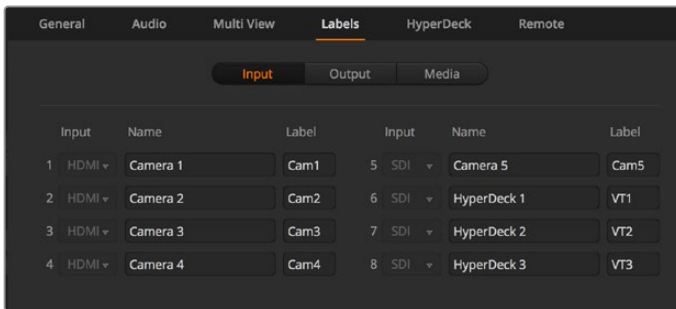 General Audio Multi View Labels HyperDeck Remote
Input Output Media
Input Name Label Input Name Label
1 HDMI Camera 1 Cam1 5 SDI Camera 5 Cam5
2 HDMI Camera 2 Cam2 6 SDI HyperDeck 1 VT1
3 HDMI Camera 3 Cam3 7 SDI HyperDeck 2 VT2
4 HDMI Camera 4 Cam4 8 SDI HyperDeck 3 VT3